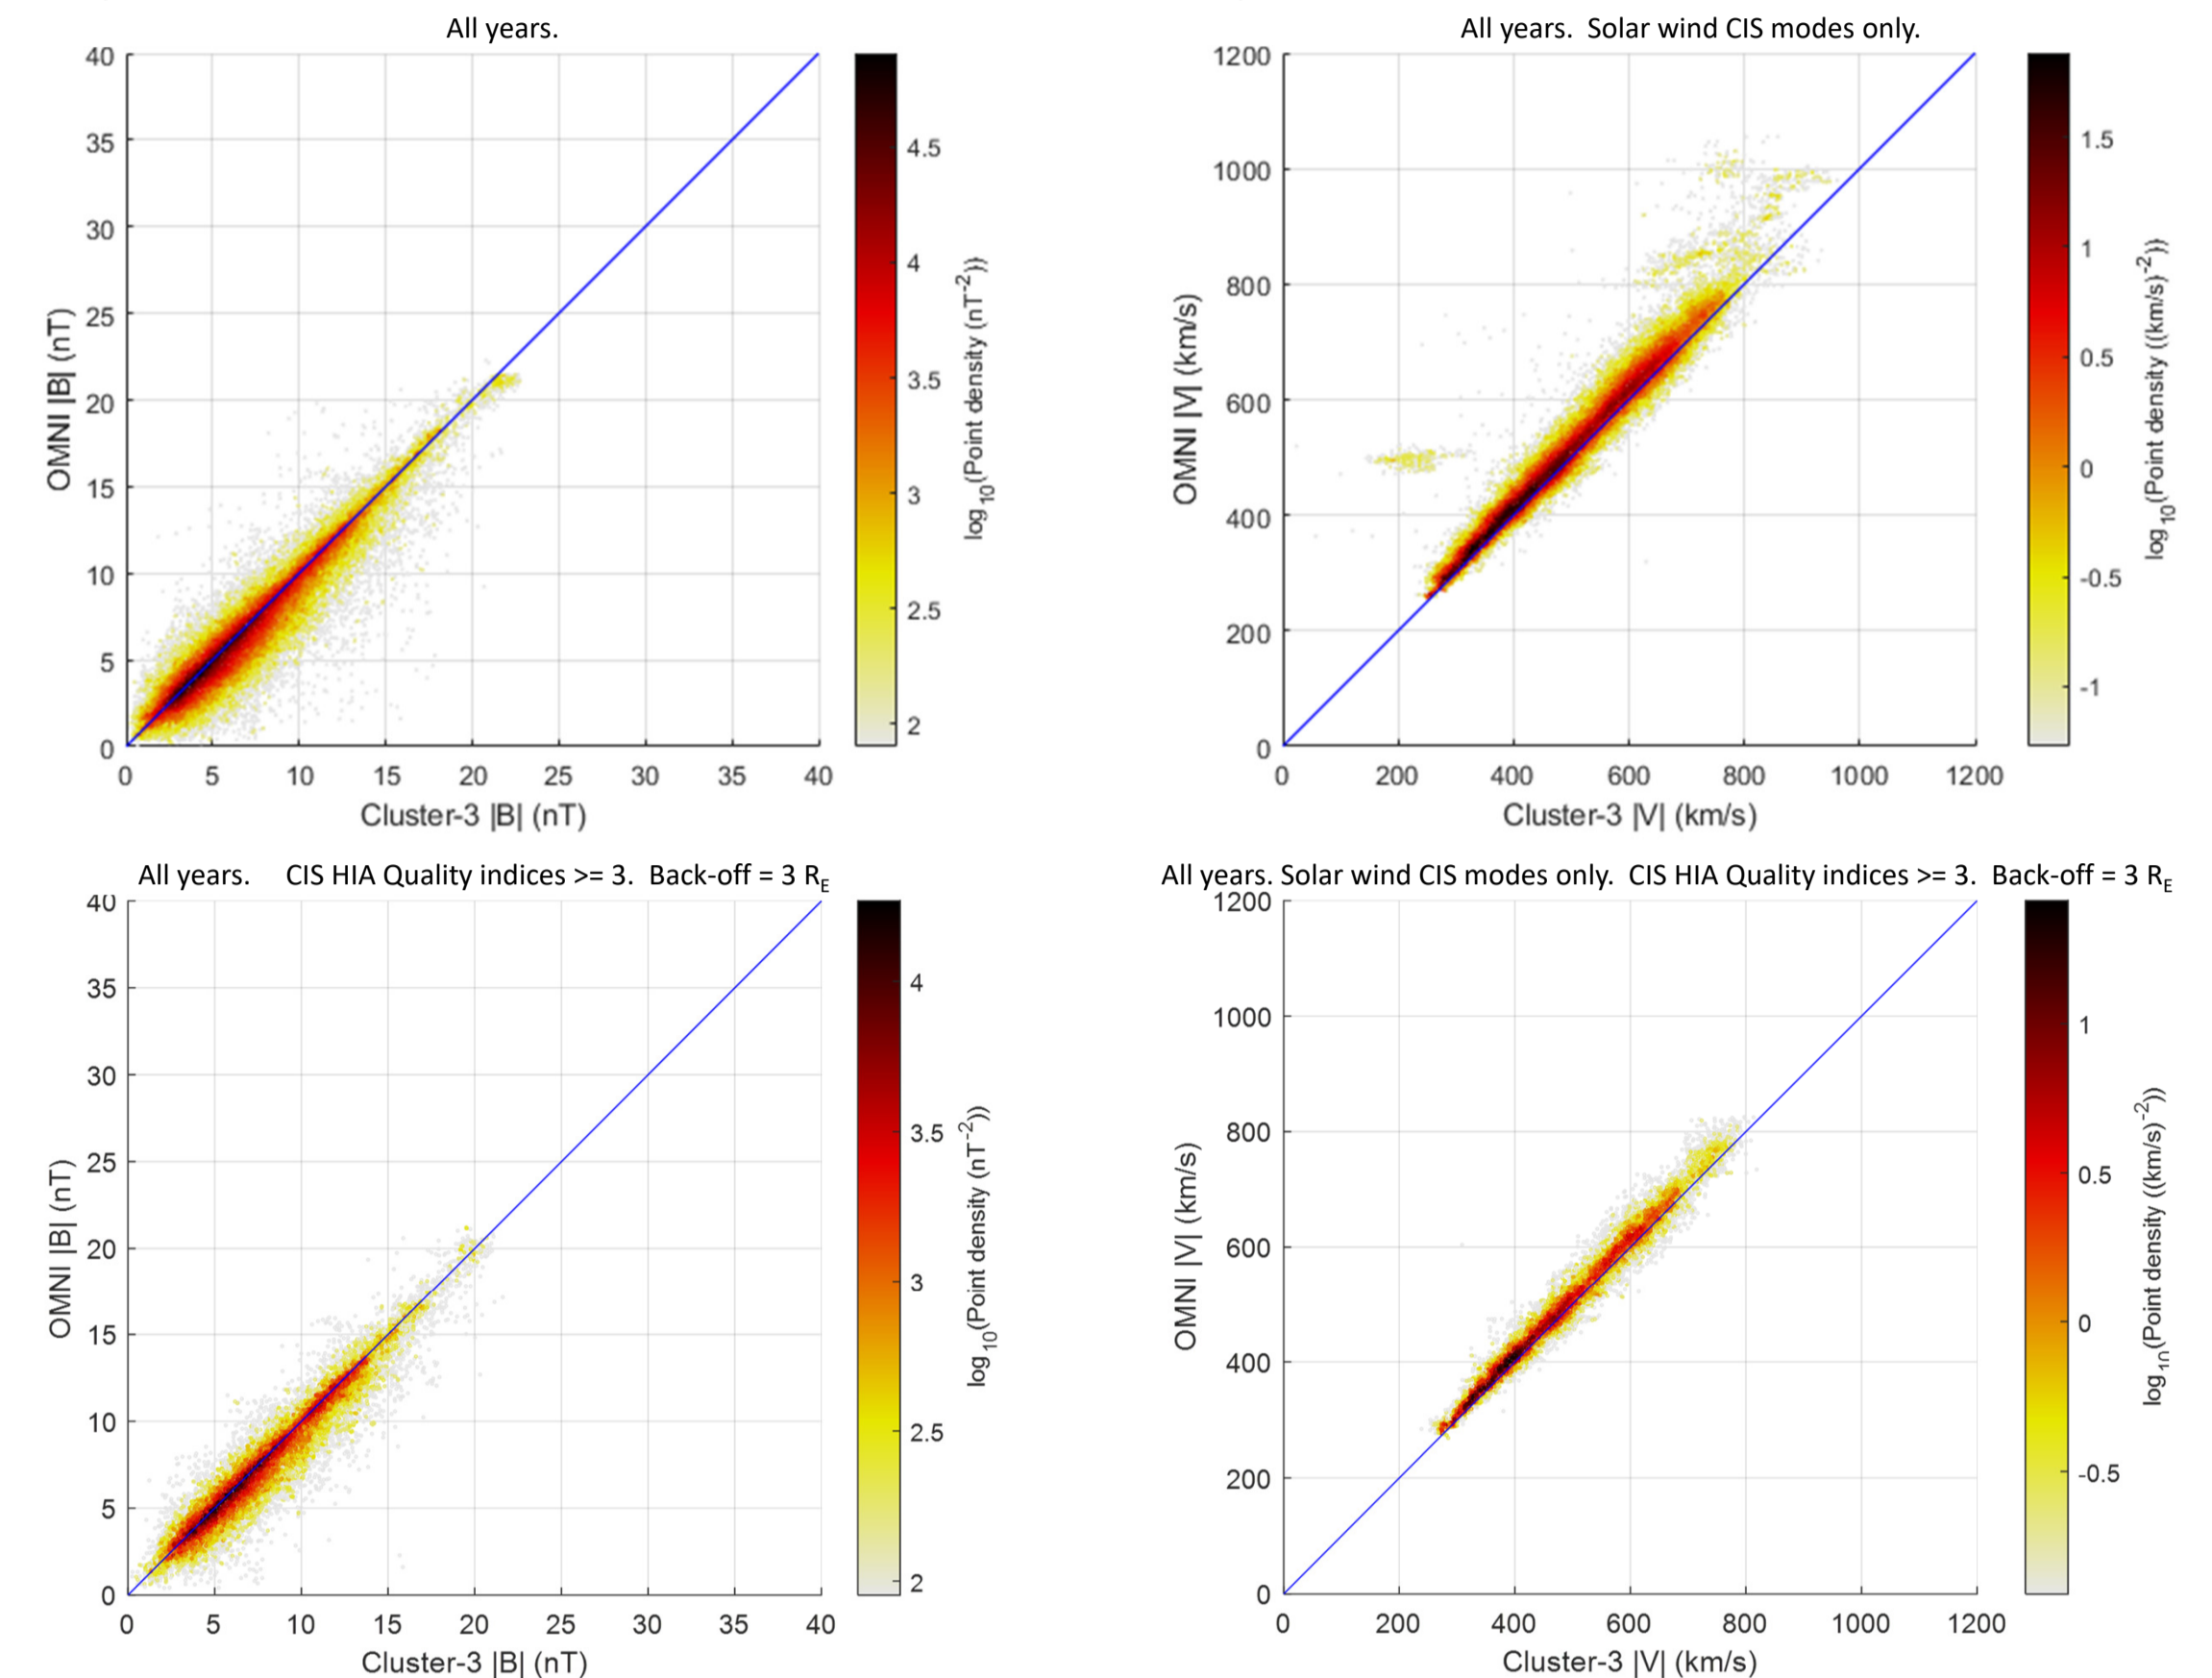 All years.
40
35
30
25
20
15
10
5
0
0 5 10 15 20 25 30 35 40
OMNI |B| (nT)
Cluster-3 |B| (nT)
4.5
4
3.5
3
2.5
2
log10(Point density (nT-2))
All years. Solar wind CIS modes only.
1200
1000
800
600
400
200
0
0 200 400 600 800 1000 1200
OMNI |V| (km/s)
Cluster-3 |V| (km/s)
1.5
1
0.5
0
-0.5
-1
log10(Point density ((km/s)-2))
All years. CIS HIA Quality indices >= 3. Back-off = 3 RE
40
35
30
25
20
15
10
5
0
0 5 10 15 20 25 30 35 40
OMNI |B| (nT)
Cluster-3 |B| (nT)
4
3.5
3
2.5
2
log10(Point density (nT-2))
All years. Solar wind CIS modes only. CIS HIA Quality indices >= 3. Back-off = 3 RE
1200
1000
800
600
400
200
0
0 200 400 600 800 1000 1200
OMNI |V| (km/s)
Cluster-3 |V| (km/s)
1
0.5
0
-0.5
log10(Point density ((km/s)-2))